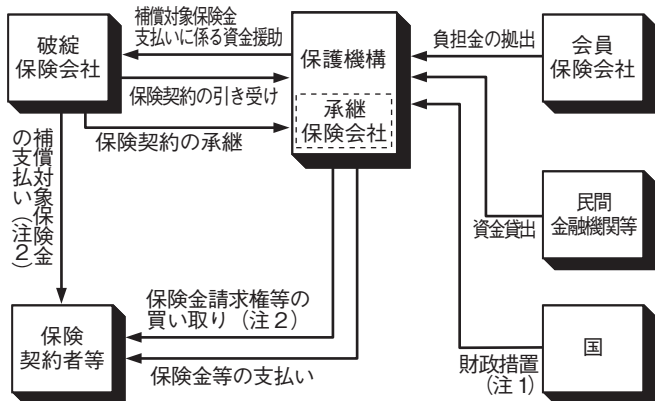 破綻
保険会社
補償対象保険金
支払いに係る資金援助
保険契約の引き受け
保険契約の承継
保護機構
承継
保険会社
負担金の拠出
会員
保険会社
資金貸出
民間
金融機関等
財政措置
(注1)
国
補償対象保険金
の支払い(注2)
保険
契約者等
保険金請求権等の
買い取り(注2)
保険金等の支払い